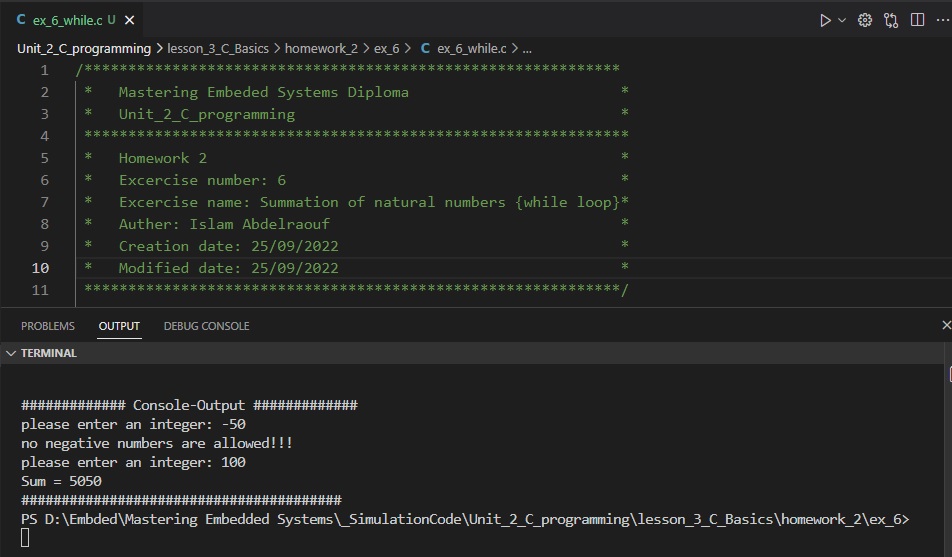 C ex_6_while.c U
Unit_2_C_programming > lesson_3_C_Basics > homework_2 > ex_6 > C ex_6_while.c > ...
1 /*************************************************************
2 * Mastering Embeded Systems Diploma *
3 * Unit_2_C_programming *
4 **************************************************************
5 * Homework 2 *
6 * Excercise number: 6 *
7 * Excercise name: Summation of natural numbers {while loop}*
8 * Auther: Islam Abdelraouf *
9 * Creation date: 25/09/2022 *
10 * Modified date: 25/09/2022 *
11 *************************************************************/
PROBLEMS OUTPUT DEBUG CONSOLE
TERMINAL
############# Console-Output #############
please enter an integer: -50
no negative numbers are allowed!!!
please enter an integer: 100
Sum = 5050
########################################
PS D:\Embded\Mastering Embedded Systems\_SimulationCode\Unit_2_C_programming\lesson_3_C_Basics\homework_2\ex_6>